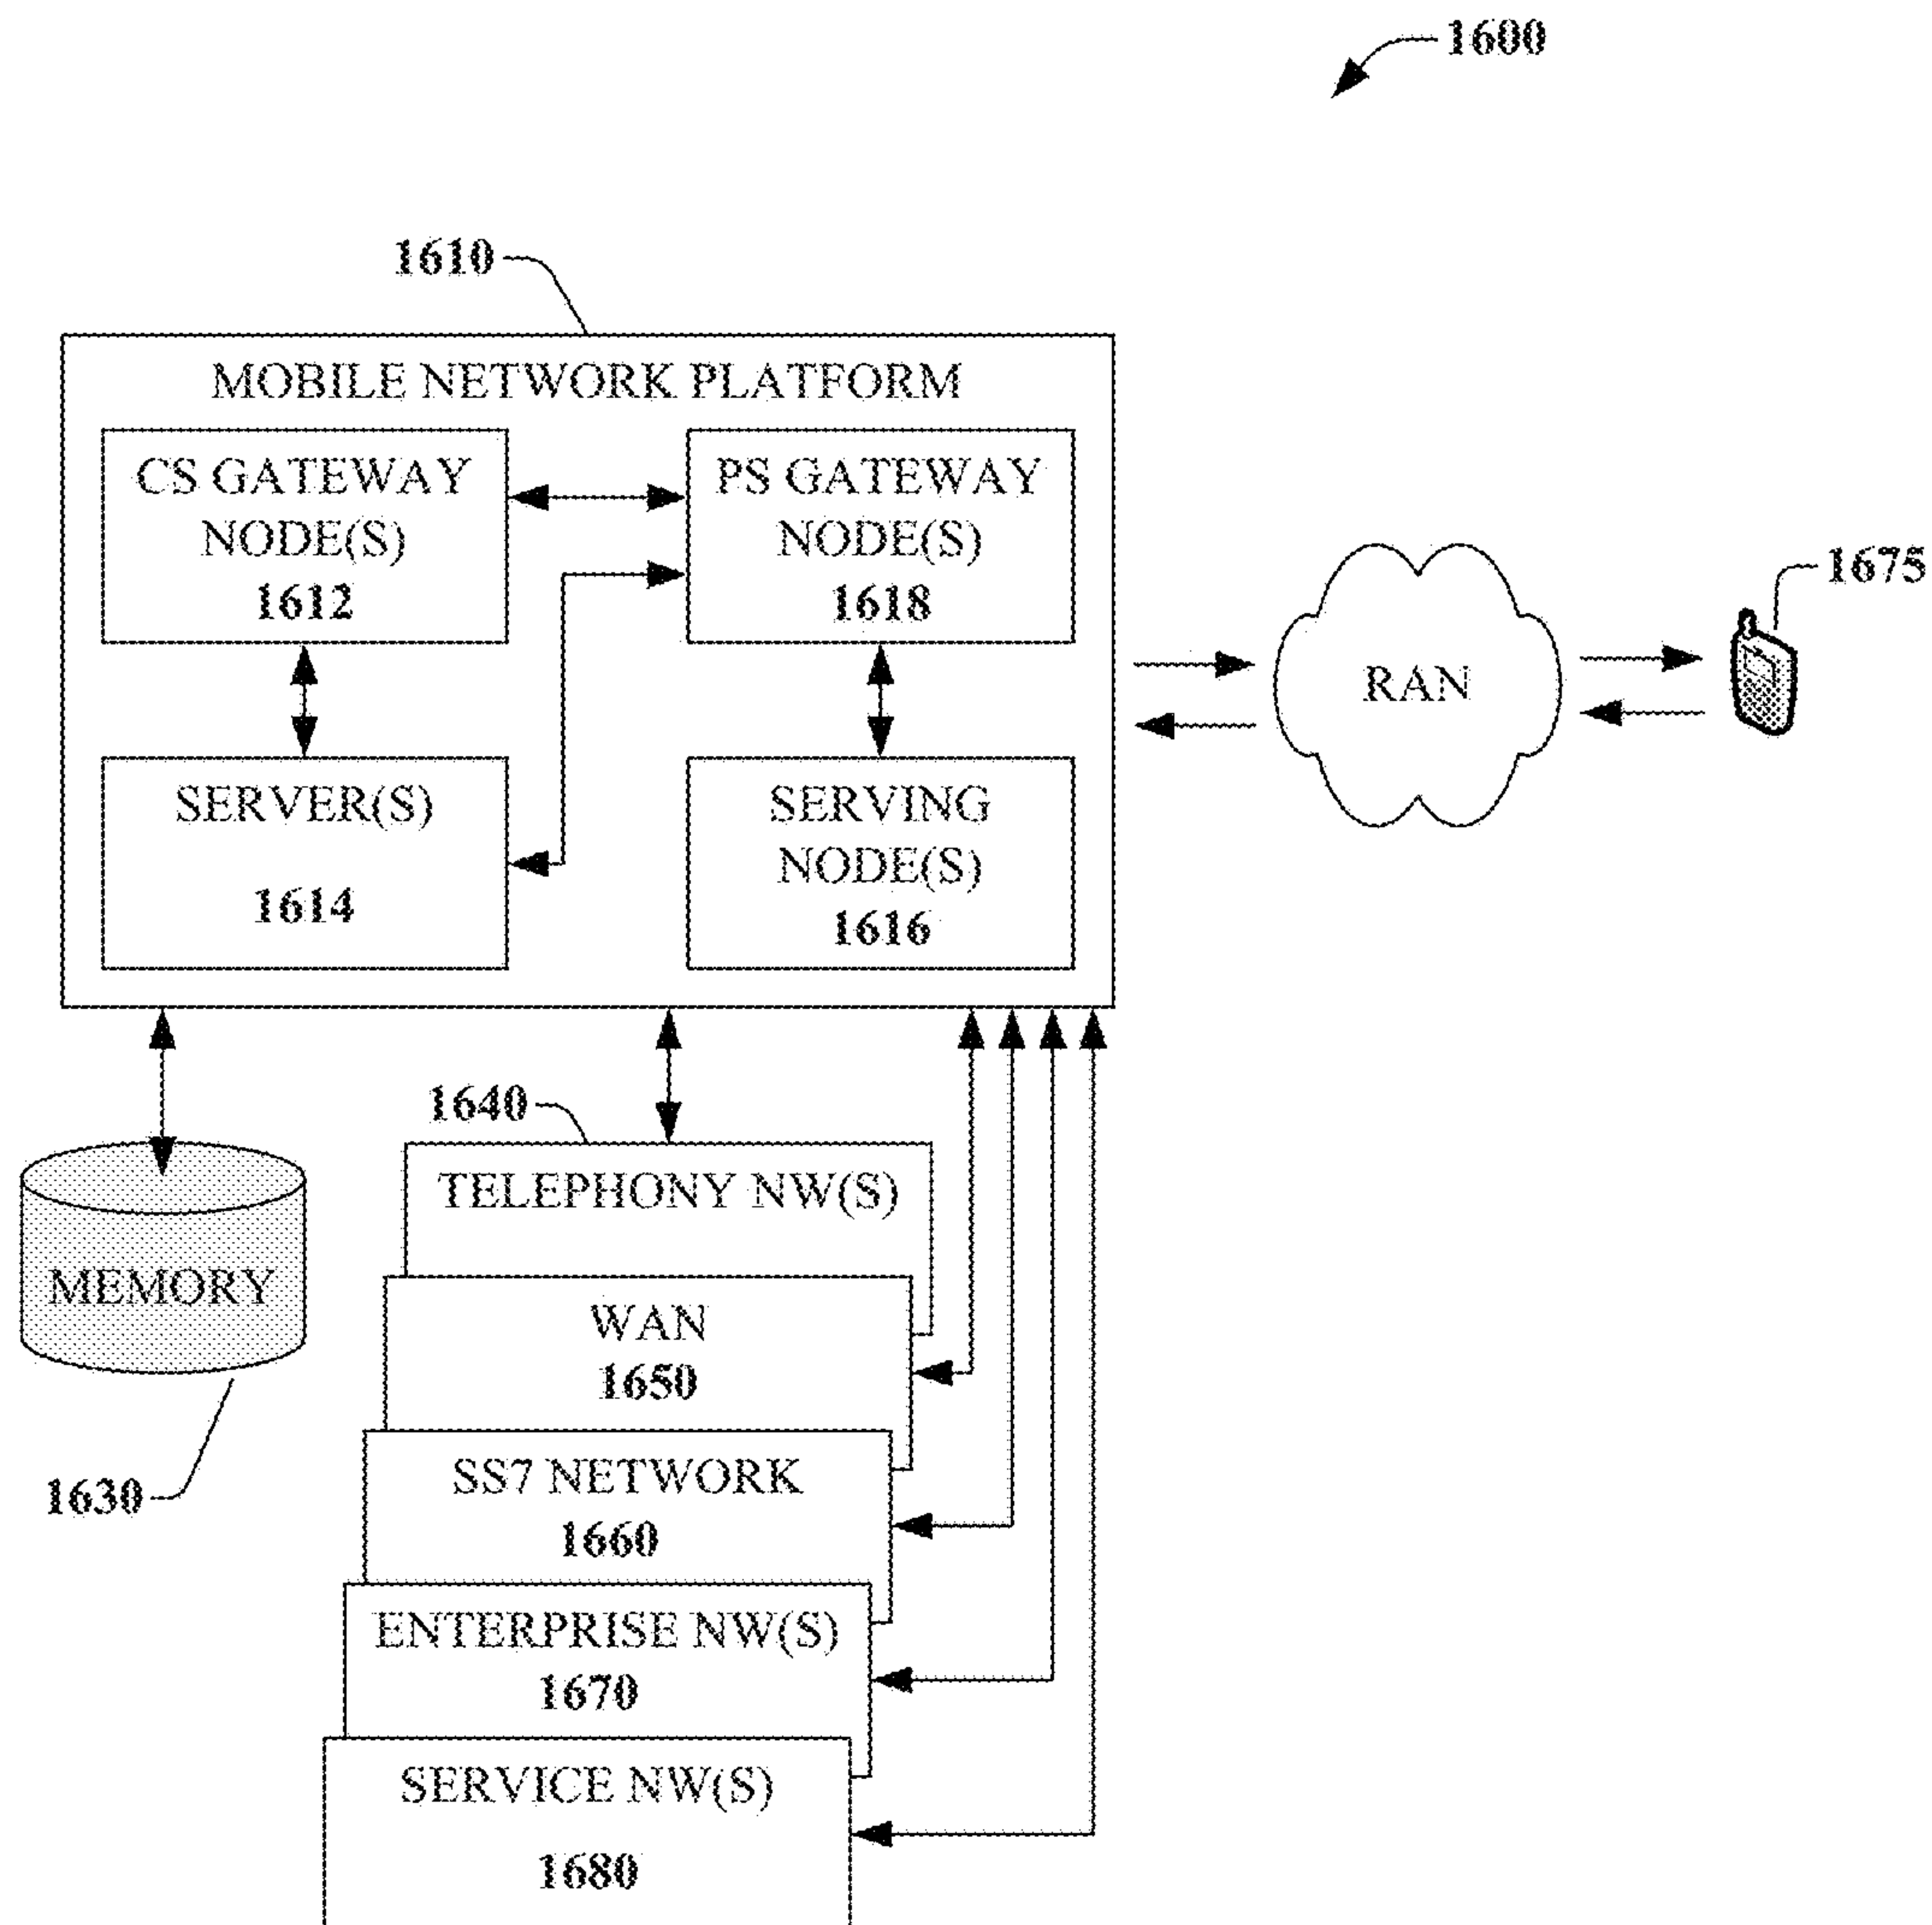 1600
1610
MOBILE NETWORK PLATFORM
CS GATEWAY
NODE(S)
1612
PS GATEWAY
NODE(S)
1618
SERVER(S)
1614
SERVING
NODE(S)
1616
RAN
1675
1640
TELEPHONY NW(S)
MEMORY
1630
WAN
1650
SS7 NETWORK
1660
ENTERPRISE NW(S)
1670
SERVICE NW(S)
1680